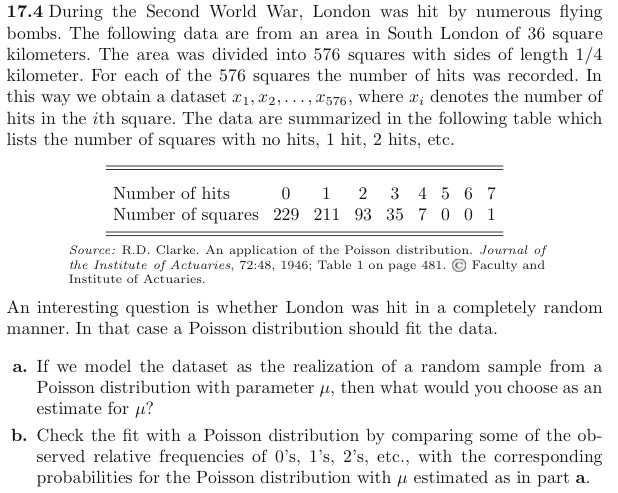 17.4 During the Second World War, London was hit by numerous flying
bombs. The following data are from an area in South London of 36 square
kilometers. The area was divided into 576 squares with sides of length 1/4
kilometer. For each of the 576 squares the number of hits was recorded. In
this way we obtain a dataset x₁, x₂, . . . , x₅₇₆, where xᵢ denotes the number of
hits in the ith square. The data are summarized in the following table which
lists the number of squares with no hits, 1 hit, 2 hits, etc.
Number of hits 0 1 2 3 4 5 6 7
Number of squares 229 211 93 35 7 0 0 1
Source: R.D. Clarke. An application of the Poisson distribution. Journal of
the Institute of Actuaries, 72:48, 1946; Table 1 on page 481. © Faculty and
Institute of Actuaries.
An interesting question is whether London was hit in a completely random
manner. In that case a Poisson distribution should fit the data.
a. If we model the dataset as the realization of a random sample from a
Poisson distribution with parameter μ, then what would you choose as an
estimate for μ?
b. Check the fit with a Poisson distribution by comparing some of the ob-
served relative frequencies of 0's, 1's, 2's, etc., with the corresponding
probabilities for the Poisson distribution with μ estimated as in part a.